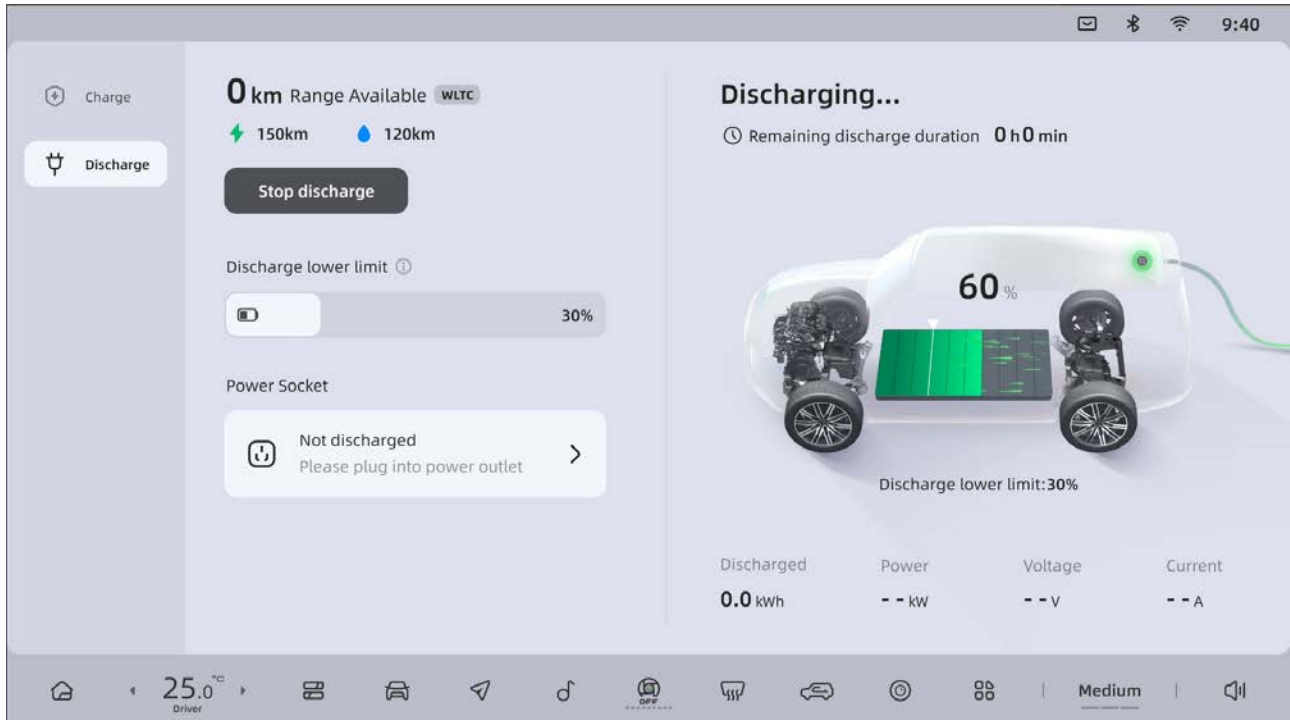 9:40
Charge
Discharge
0 km Range Available WLTC
150km 120km
Stop discharge
Discharge lower limit
30%
Power Socket
Not discharged
Please plug into power outlet
Discharging...
Remaining discharge duration 0 h 0 min
60 %
Discharge lower limit:30%
Discharged Power Voltage Current
0.0 kWh - - kW - - V - - A
25.0 °C
Driver
OFF
Medium